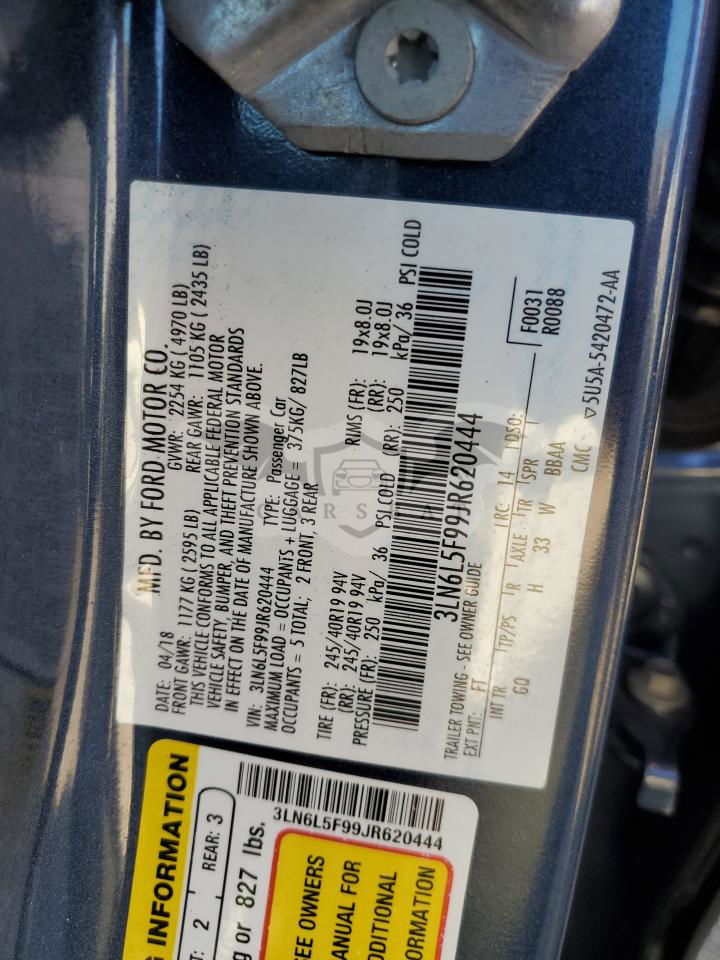 MFD. BY FORD MOTOR CO.
DATE: 04/18 GVWR: 2254 KG ( 4970 LB)
FRONT GAWR: 1177 KG ( 2595 LB) REAR GAWR: 1105 KG ( 2435 LB)
THIS VEHICLE CONFORMS TO ALL APPLICABLE FEDERAL MOTOR
VEHICLE SAFETY, BUMPER, AND THEFT PREVENTION STANDARDS
IN EFFECT ON THE DATE OF MANUFACTURE SHOWN ABOVE.
VIN: 3LN6L5F99JR620444 TYPE: Passenger Car
MAXIMUM LOAD = OCCUPANTS + LUGGAGE = 375KG/ 827LB
OCCUPANTS = 5 TOTAL; 2 FRONT, 3 REAR
TIRE (FR): 245/40R19 94V RIMS (FR): 19x8.0J
(RR): 245/40R19 94V (RR): 19x8.0J
PRESSURE (FR): 250 kPa/ 36 PSI COLD (RR): 250 kPa/ 36 PSI COLD
3LN6L5F99JR620444
TRAILER TOWING - SEE OWNER GUIDE
F0031
R0088
EXT PNT: FT RC: 14 DSO:
INT TR TP/PS R AXLE TR SPR
GQ H 33 W BBAA
CMC 5U5A-5420472-AA
INFORMATION
2 REAR: 3
or 827 lbs.
3LN6L5F99JR620444
SEE OWNERS
MANUAL FOR
ADDITIONAL
INFORMATION